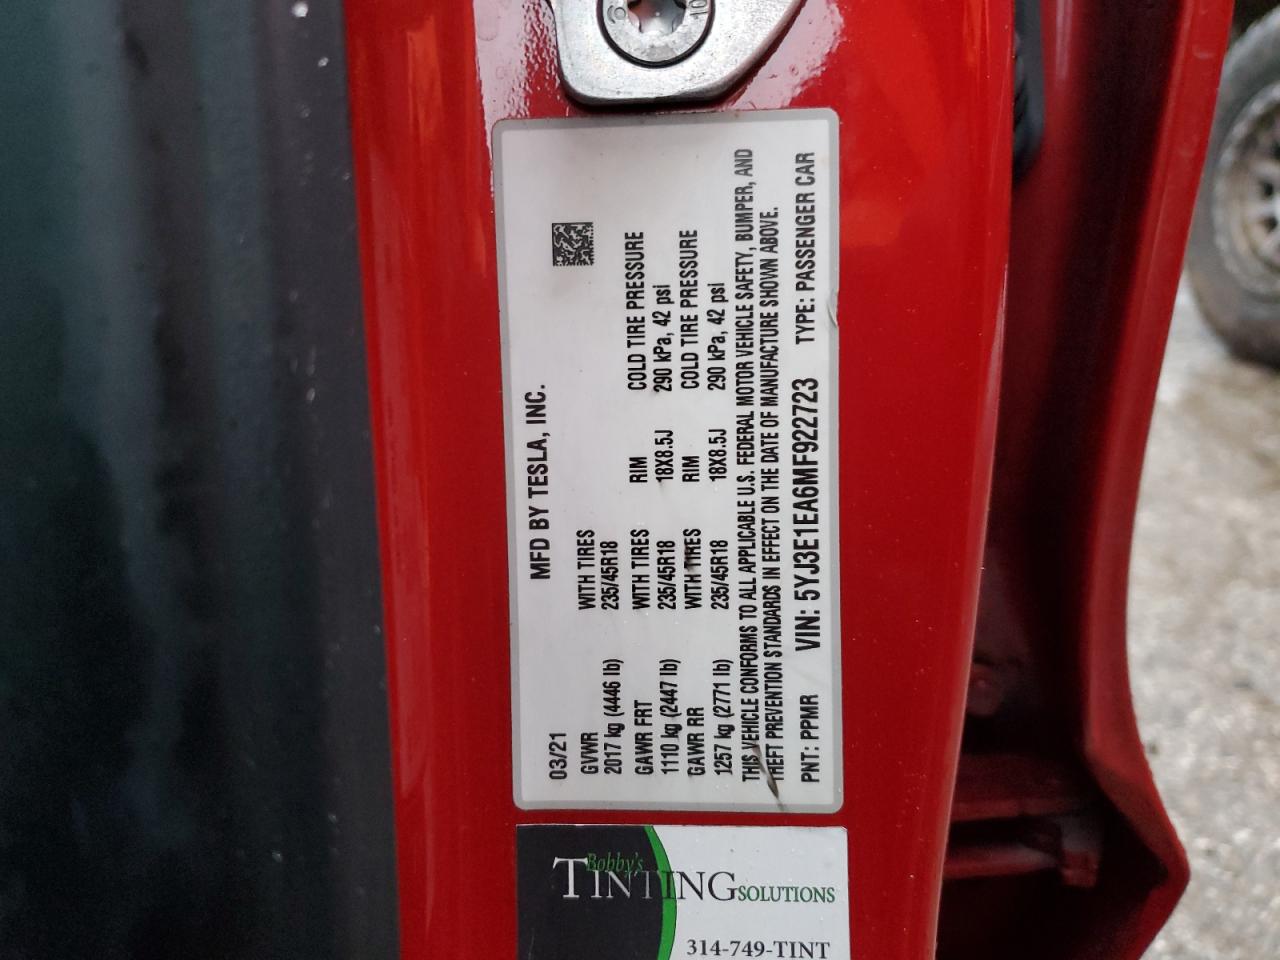 MFD BY TESLA, INC.
03/21
GVWR WITH TIRES
2017 kg (4446 lb) 235/45R18
GAWR FRT WITH TIRES RIM COLD TIRE PRESSURE
1110 kg (2447 lb) 235/45R18 18X8.5J 290 kPa, 42 psi
GAWR RR WITH TIRES RIM COLD TIRE PRESSURE
1257 kg (2771 lb) 235/45R18 18X8.5J 290 kPa, 42 psi
THIS VEHICLE CONFORMS TO ALL APPLICABLE U.S. FEDERAL MOTOR VEHICLE SAFETY, BUMPER, AND
THEFT PREVENTION STANDARDS IN EFFECT ON THE DATE OF MANUFACTURE SHOWN ABOVE.
PNT: PPMR VIN: 5YJ3E1EA6MF922723 TYPE: PASSENGER CAR
Bobby's
TINTING SOLUTIONS
314-749-TINT
10